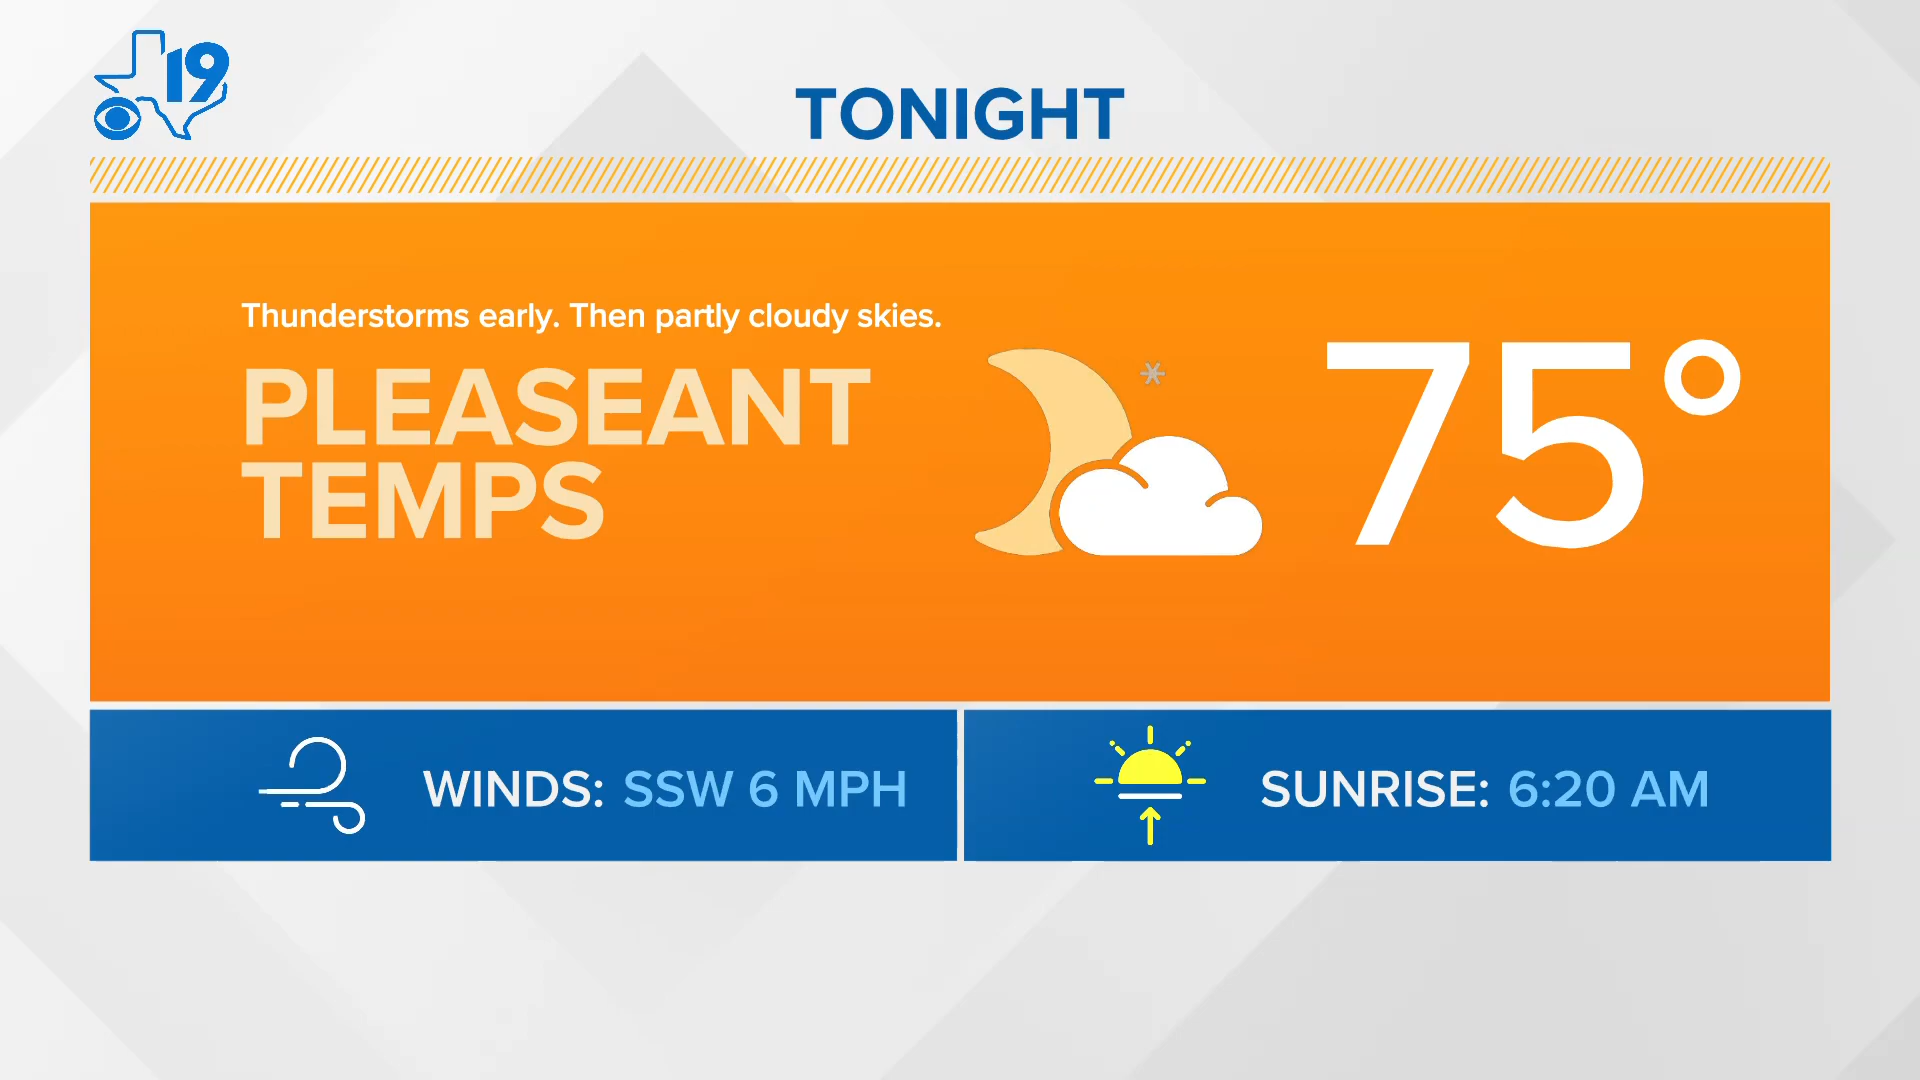 19
TONIGHT
Thunderstorms early. Then partly cloudy skies.
PLEASEANT
TEMPS
75°
WINDS: SSW 6 MPH
SUNRISE: 6:20 AM